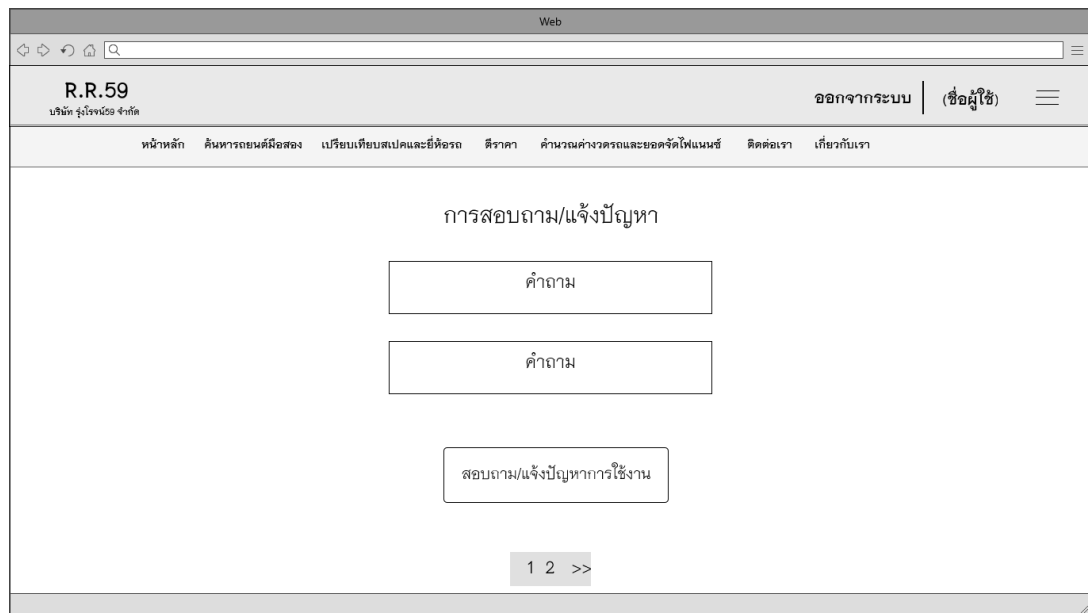 Web
R.R.59
บริษัท รุ่งโรจน์59 จำกัด
ออกจากระบบ
(ชื่อผู้ใช้)
หน้าหลัก ค้นหารถยนต์มือสอง เปรียบเทียบสเปคและยี่ห้อรถ ตีราคา คำนวณค่างวดรถและยอดจัดไฟแนนซ์ ติดต่อเรา เกี่ยวกับเรา
การสอบถาม/แจ้งปัญหา
คำถาม
คำถาม
สอบถาม/แจ้งปัญหาการใช้งาน
1 2 >>